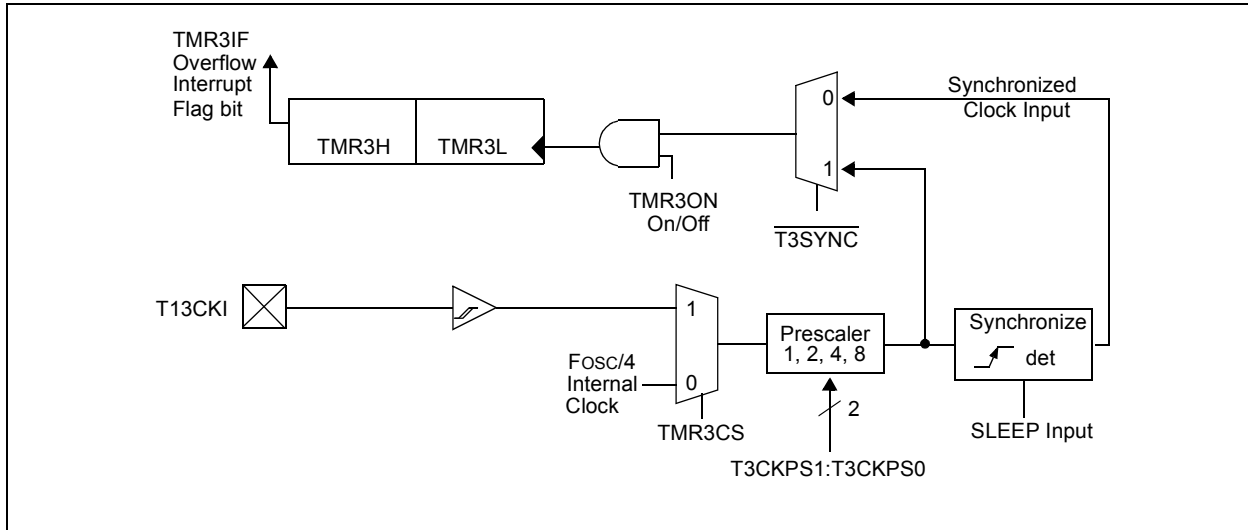 TMR3IF
Overflow
Interrupt
Flag bit
TMR3H
TMR3L
TMR3ON
On/Off
0
1
T3SYNC
Synchronized
Clock Input
T13CKI
1
0
FOSC/4
Internal
Clock
TMR3CS
Prescaler
1, 2, 4, 8
2
T3CKPS1:T3CKPS0
Synchronize
det
SLEEP Input